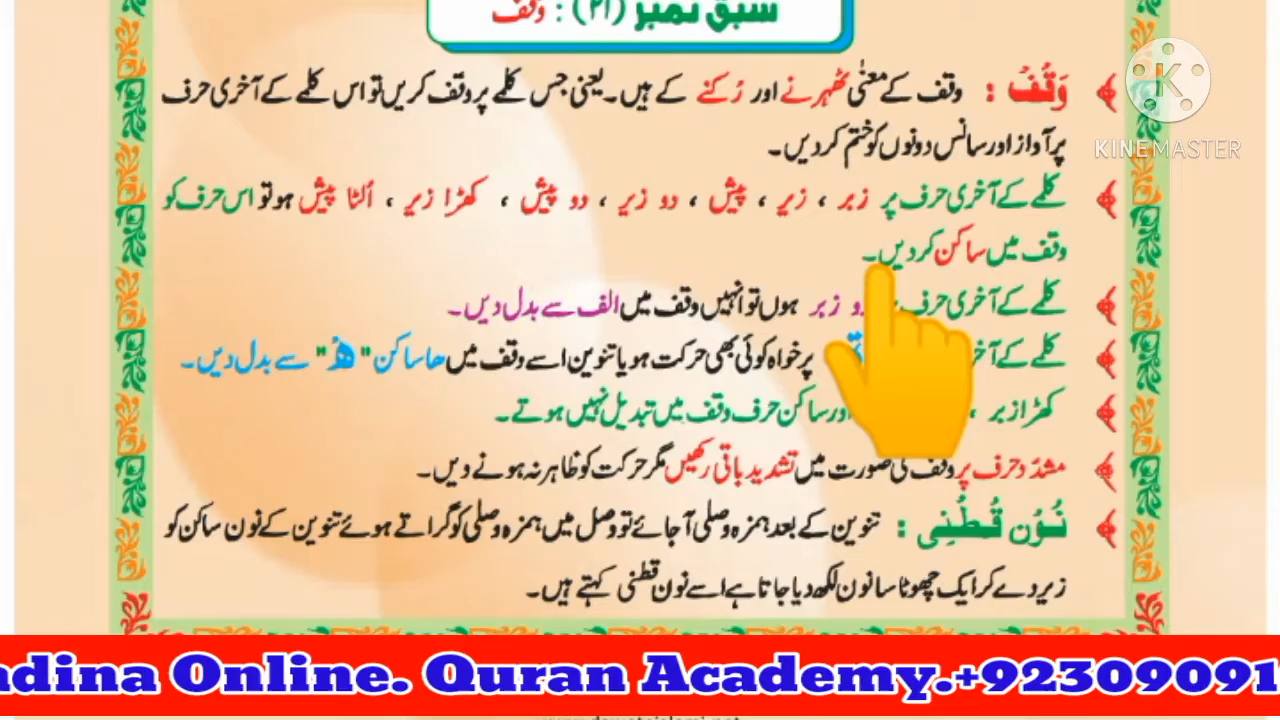 سبق نمبر (۲۱) : وقف
وَقْفْ : وقف کے معنٰی ٹھہرنے اور رُکنے کے ہیں۔ یعنی جس کلمے پر وقف کریں تو اس کلمے کے آخری حرف
پر آواز اور سانس دونوں کو ختم کر دیں۔
KINEMASTER
کلمے کے آخری حرف پر زبر ، زیر ، پیش ، دو زیر ، دو پیش ، کھڑا زیر ، اُلٹا پیش ہو تو اس حرف کو
وقف میں ساکن کر دیں۔
کلمے کے آخری حرف دو زبر ہوں تو انہیں وقف میں الف سے بدل دیں۔
کلمے کے پر خواہ کوئی بھی حرکت ہو یا تنوین اسے وقف میں ھا ساکن "ھْ" سے بدل دیں۔
کھڑا زبر ، اور ساکن حرف وقف میں تبدیل نہیں ہوتے۔
مشدّد حرف پر وقف کی صورت میں تشدید باقی رکھیں مگر حرکت کو ظاہر نہ ہونے دیں۔
نُوْن قُطْنِی : تنوین کے بعد ہمزہ وصلی آجائے تو وصل میں ہمزہ وصلی کو گراتے ہوئے تنوین کے نون ساکن کو
زیر دے کر ایک چھوٹا سا نون لکھ دیا جاتا ہے اسے نون قطنی کہتے ہیں۔
adina Online. Quran Academy.+92309091